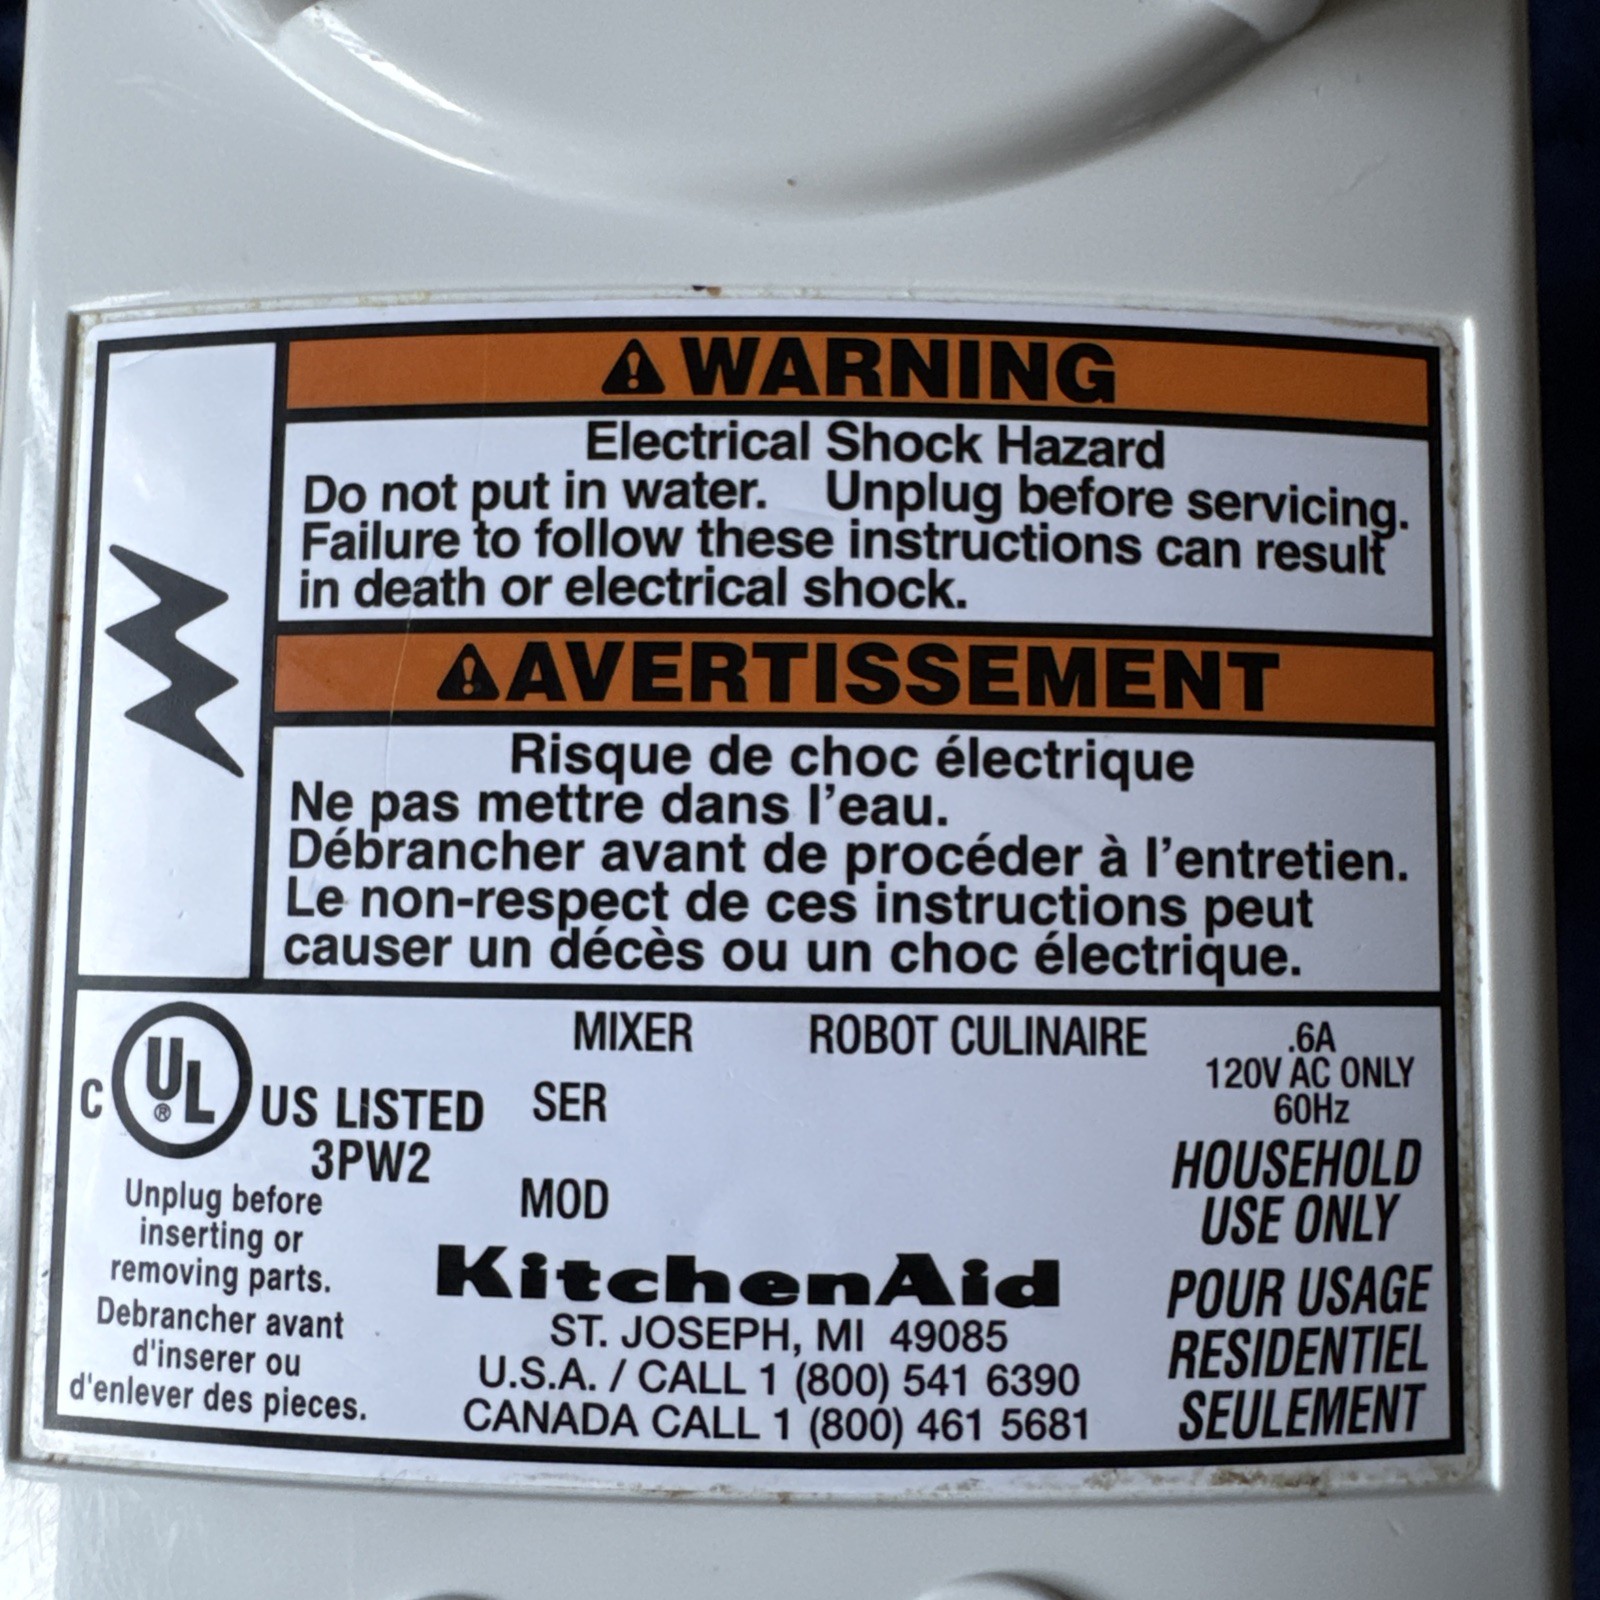 WARNING
Electrical Shock Hazard
Do not put in water. Unplug before servicing.
Failure to follow these instructions can result
in death or electrical shock.
AVERTISSEMENT
Risque de choc électrique
Ne pas mettre dans l'eau.
Débrancher avant de procéder à l'entretien.
Le non-respect de ces instructions peut
causer un décès ou un choc électrique.
C UL® US LISTED
3PW2
Unplug before
inserting or
removing parts.
Debrancher avant
d'inserer ou
d'enlever des pieces.
MIXER ROBOT CULINAIRE
SER
MOD
KitchenAid
ST. JOSEPH, MI 49085
U.S.A. / CALL 1 (800) 541 6390
CANADA CALL 1 (800) 461 5681
.6A
120V AC ONLY
60Hz
HOUSEHOLD
USE ONLY
POUR USAGE
RESIDENTIEL
SEULEMENT